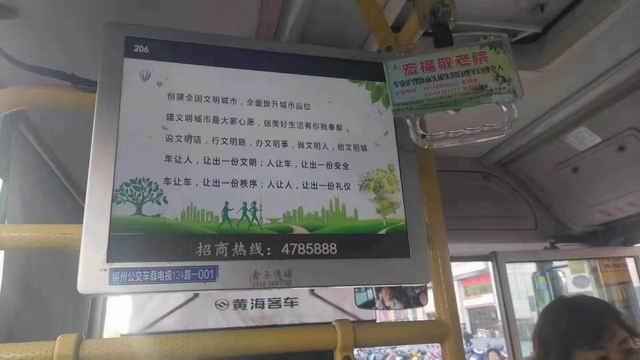 206
创建全国文明城市，全面提升城市品位
建文明城市是大家心愿，创美好生活有你我奉献
说文明话，行文明路，办文明事，做文明人，创文明城
车让人，让出一份文明；人让车，让出一份安全
车让车，让出一份秩序；人让人，让出一份礼仪
招商热线：4785888
锦州公交车载电视124路—001
黄海客车
宏福敬老院